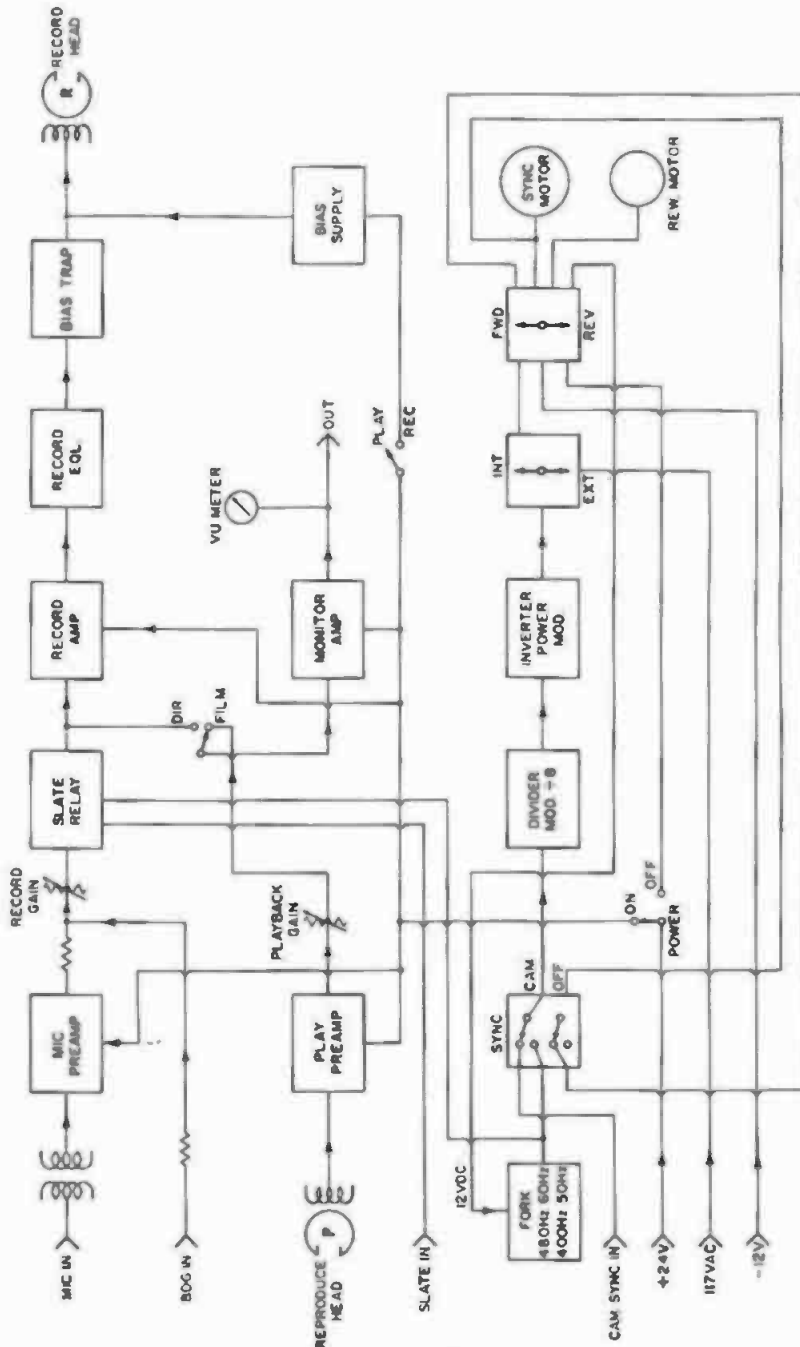 MIC IN
MIC
PREAMP
RECORD
GAIN
SLATE
RELAY
RECORD
AMP
RECORD
EQL.
BIAS TRAP
R
RECORD
HEAD
BOG IN
DIR
FILM
VU METER
OUT
BIAS
SUPPLY
REPRODUCE
HEAD
P
PLAY
PREAMP
PLAYBACK
GAIN
MONITOR
AMP
PLAY
REC
SLATE IN
12VDC
FORK
480HZ 60HZ
400HZ 50HZ
SYNC
CAM
OFF
DIVIDER
MOD ÷8
INVERTER
POWER
MOD
INT
EXT
FWD
REV
SYNC
MOTOR
REW. MOTOR
CAM SYNC IN
+24V
ON
OFF
POWER
117VAC
-12V